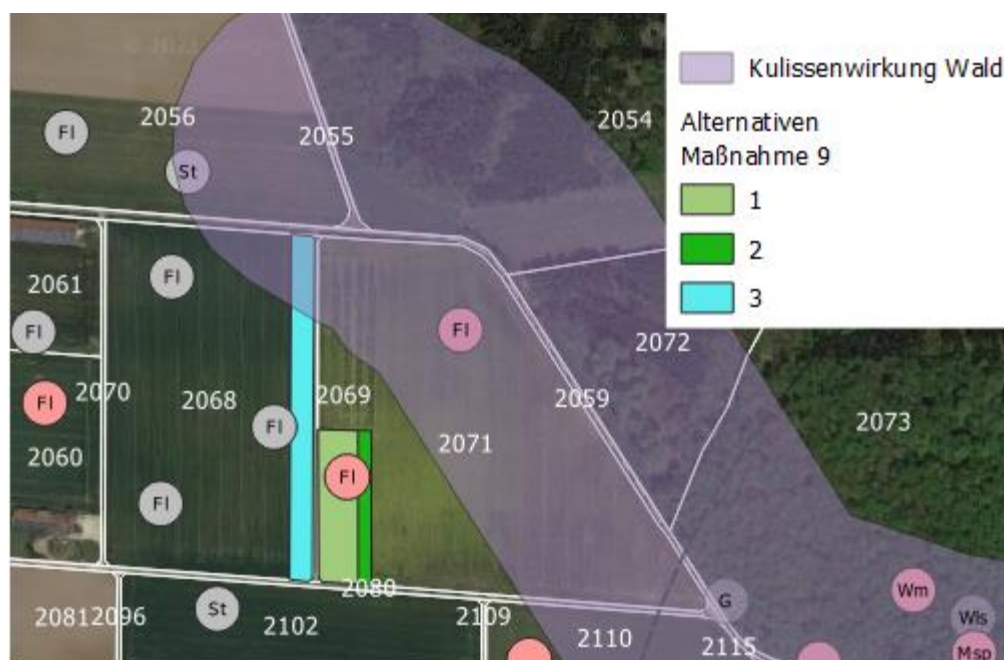 Kulissenwirkung Wald
Alternativen
Maßnahme 9
1
2
3
2056
2055
2054
Fl
St
2061
Fl
Fl
Fl
2072
Fl
2070
2068
2069
2059
Fl
2073
2060
2071
Fl
Fl
2080
G
Wm
2081
2096
St
2102
2109
2110
2115
Wls
Msp